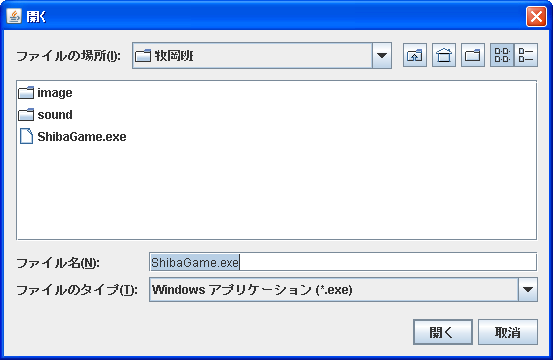 開く
ファイルの場所(I): 牧岡班
image
sound
ShibaGame.exe
ファイル名(N): ShibaGame.exe
ファイルのタイプ(T): Windows アプリケーション (*.exe)
開く 取消